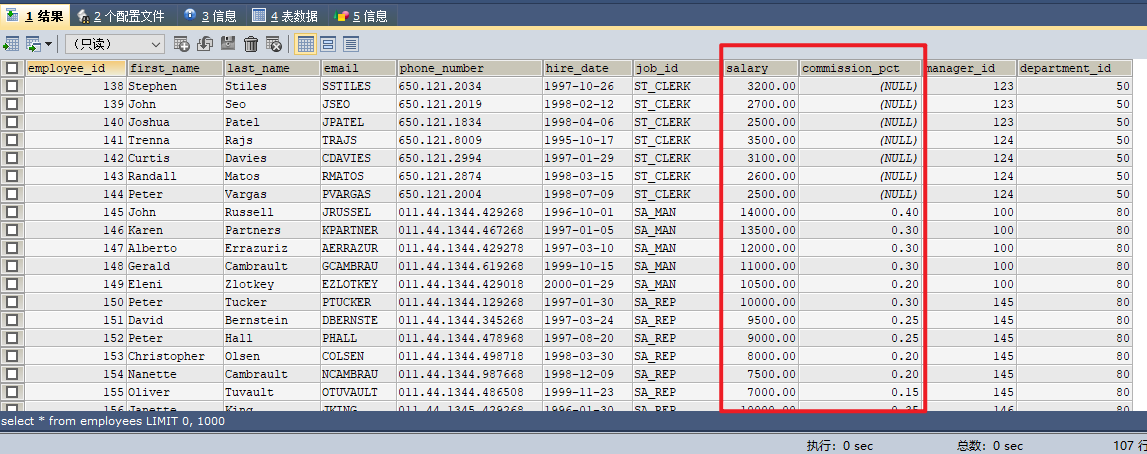 1 结果 2 个配置文件 3 信息 4 表数据 5 信息
（只读）
employee_id first_name last_name email phone_number hire_date job_id salary commission_pct manager_id department_id
138 Stephen Stiles SSTILES 650.121.2034 1997-10-26 ST_CLERK 3200.00 (NULL) 123 50
139 John Seo JSEO 650.121.2019 1998-02-12 ST_CLERK 2700.00 (NULL) 123 50
140 Joshua Patel JPATEL 650.121.1834 1998-04-06 ST_CLERK 2500.00 (NULL) 123 50
141 Trenna Rajs TRAJS 650.121.8009 1995-10-17 ST_CLERK 3500.00 (NULL) 124 50
142 Curtis Davies CDAVIES 650.121.2994 1997-01-29 ST_CLERK 3100.00 (NULL) 124 50
143 Randall Matos RMATOS 650.121.2874 1998-03-15 ST_CLERK 2600.00 (NULL) 124 50
144 Peter Vargas PVARGAS 650.121.2004 1998-07-09 ST_CLERK 2500.00 (NULL) 124 50
145 John Russell JRUSSEL 011.44.1344.429268 1996-10-01 SA_MAN 14000.00 0.40 100 80
146 Karen Partners KPARTNER 011.44.1344.467268 1997-01-05 SA_MAN 13500.00 0.30 100 80
147 Alberto Errazuriz AERRAZUR 011.44.1344.429278 1997-03-10 SA_MAN 12000.00 0.30 100 80
148 Gerald Cambrault GCAMBRAU 011.44.1344.619268 1999-10-15 SA_MAN 11000.00 0.30 100 80
149 Eleni Zlotkey EZLOTKEY 011.44.1344.429018 2000-01-29 SA_MAN 10500.00 0.20 100 80
150 Peter Tucker PTUCKER 011.44.1344.129268 1997-01-30 SA_REP 10000.00 0.30 145 80
151 David Bernstein DBERNSTE 011.44.1344.345268 1997-03-24 SA_REP 9500.00 0.25 145 80
152 Peter Hall PHALL 011.44.1344.478968 1997-08-20 SA_REP 9000.00 0.25 145 80
153 Christopher Olsen COLSEN 011.44.1344.498718 1998-03-30 SA_REP 8000.00 0.20 145 80
154 Nanette Cambrault NCAMBRAU 011.44.1344.987668 1998-12-09 SA_REP 7500.00 0.20 145 80
155 Oliver Tuvault OTUVAULT 011.44.1344.486508 1999-11-23 SA_REP 7000.00 0.15 145 80
156 Janette King JKING 011.44.1345.429268 1996-01-30 SA_REP 10000.00 0.35 146 80
select * from employees LIMIT 0, 1000
执行: 0 sec 总数: 0 sec 107 行